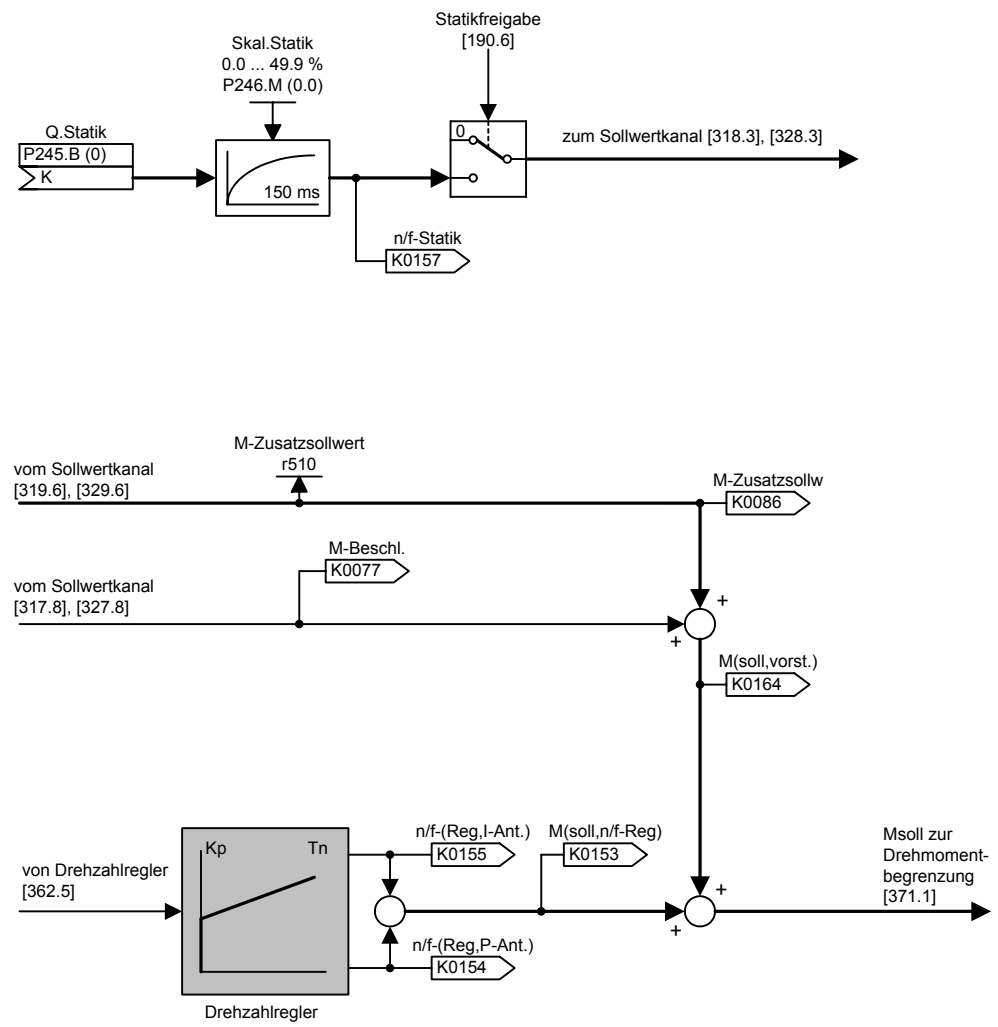 Statikfreigabe
[190.6]
Skal.Statik
0.0 ... 49.9 %
P246.M (0.0)
Q.Statik
P245.B (0)
K
150 ms
0
zum Sollwertkanal [318.3], [328.3]
n/f-Statik
K0157
M-Zusatzsollwert
r510
vom Sollwertkanal
[319.6], [329.6]
M-Zusatzsollw
K0086
M-Beschl.
K0077
vom Sollwertkanal
[317.8], [327.8]
+
+
M(soll,vorst.)
K0164
n/f-(Reg,I-Ant.)
K0155
M(soll,n/f-Reg)
K0153
Kp
Tn
von Drehzahlregler
[362.5]
Msoll zur
Drehmoment-
begrenzung
[371.1]
+
+
n/f-(Reg,P-Ant.)
K0154
Drehzahlregler